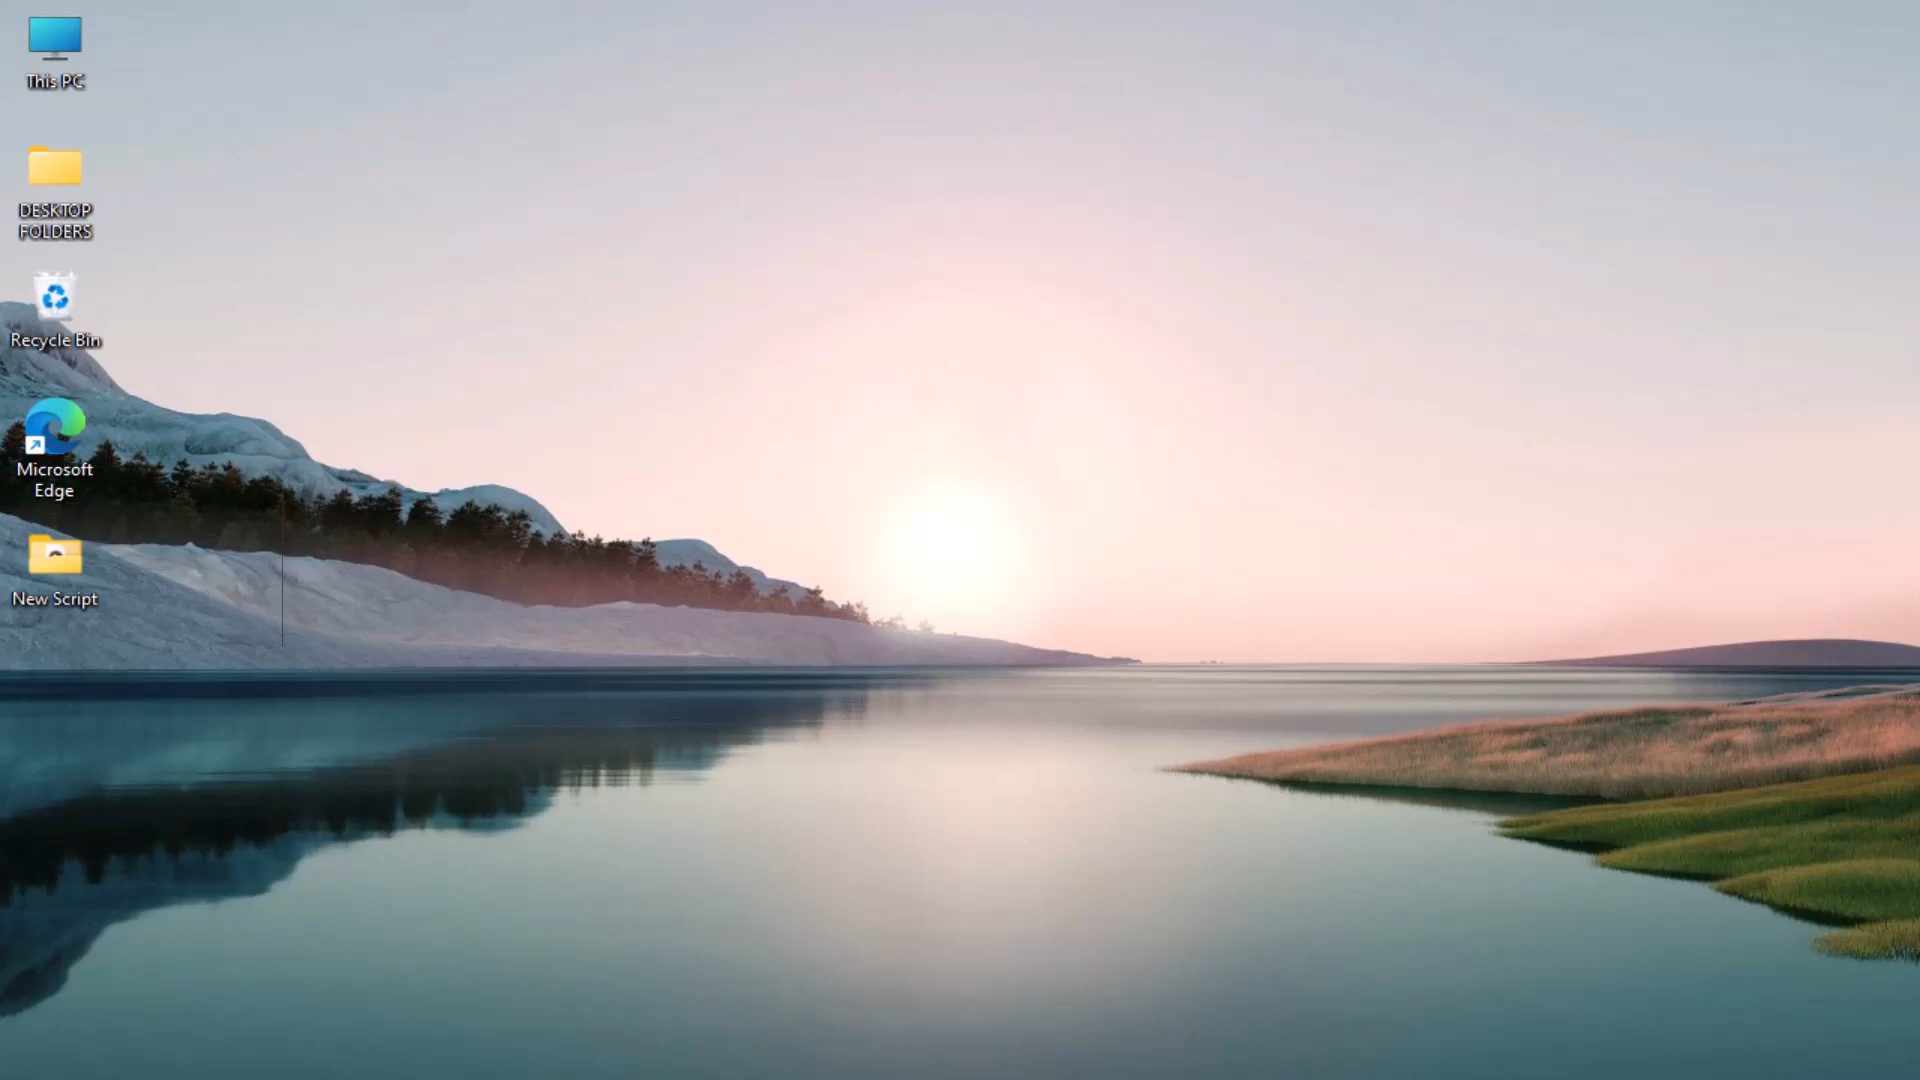 This PC
DESKTOP
FOLDERS
Recycle Bin
Microsoft
Edge
New Script